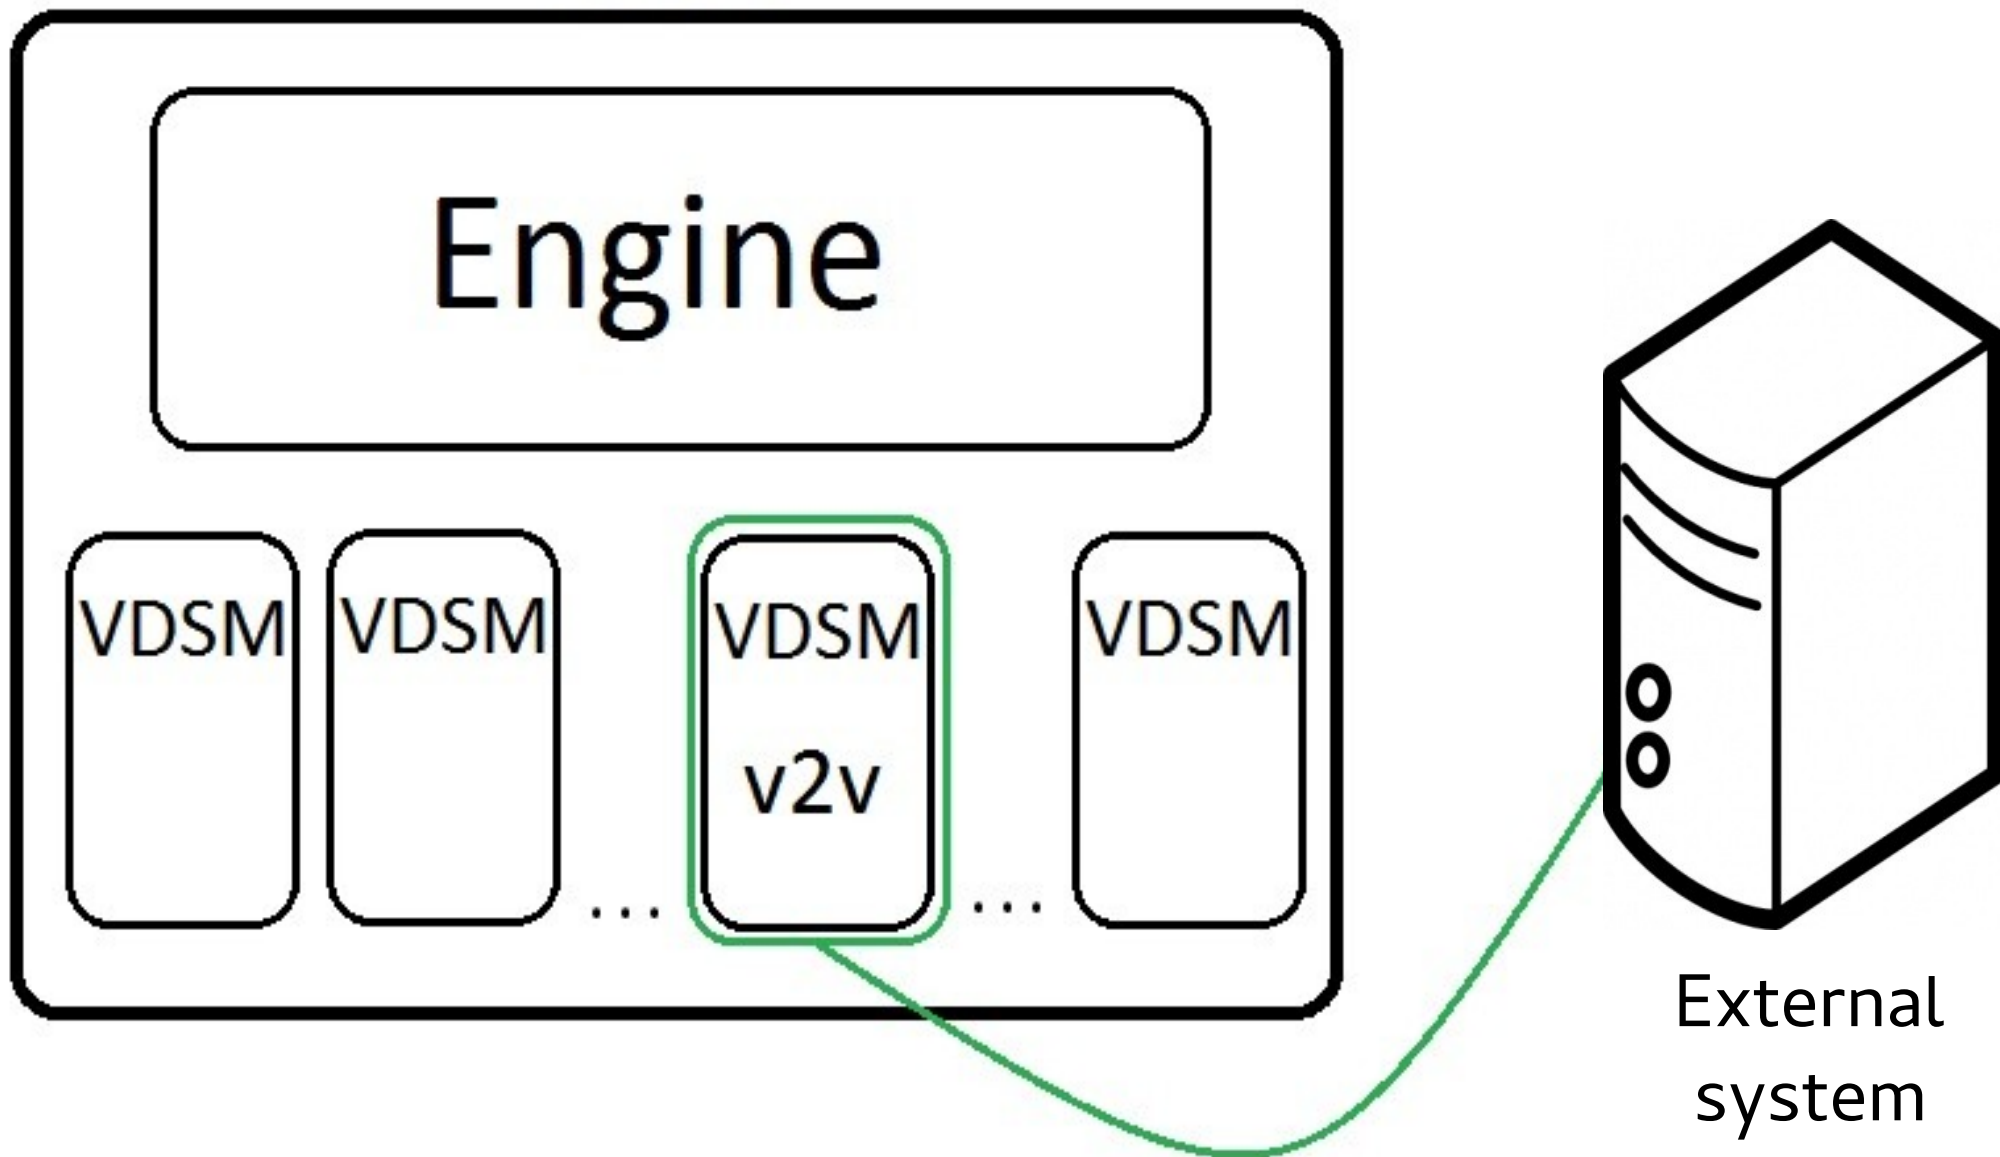 Engine
VDSM
VDSM
...
VDSM
v2v
...
VDSM
External
system